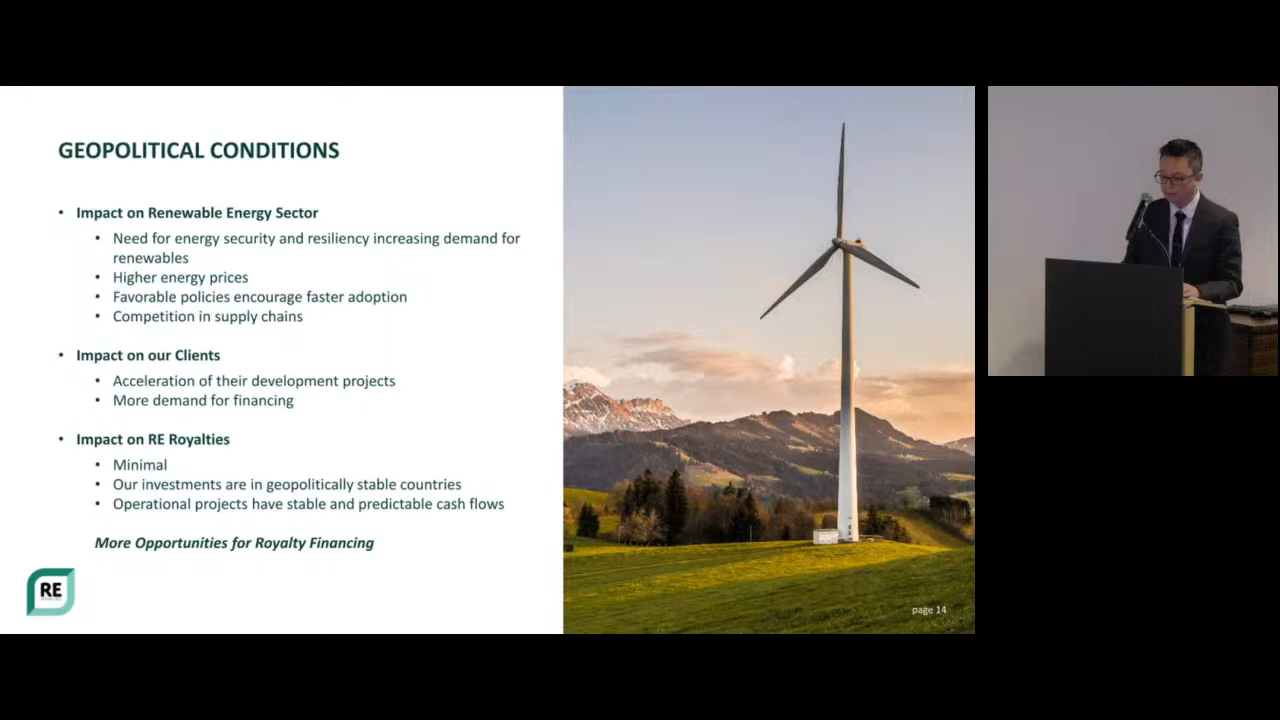 GEOPOLITICAL CONDITIONS
• Impact on Renewable Energy Sector
• Need for energy security and resiliency increasing demand for
renewables
• Higher energy prices
• Favorable policies encourage faster adoption
• Competition in supply chains
• Impact on our Clients
• Acceleration of their development projects
• More demand for financing
• Impact on RE Royalties
• Minimal
• Our investments are in geopolitically stable countries
• Operational projects have stable and predictable cash flows
More Opportunities for Royalty Financing
RE
page 14